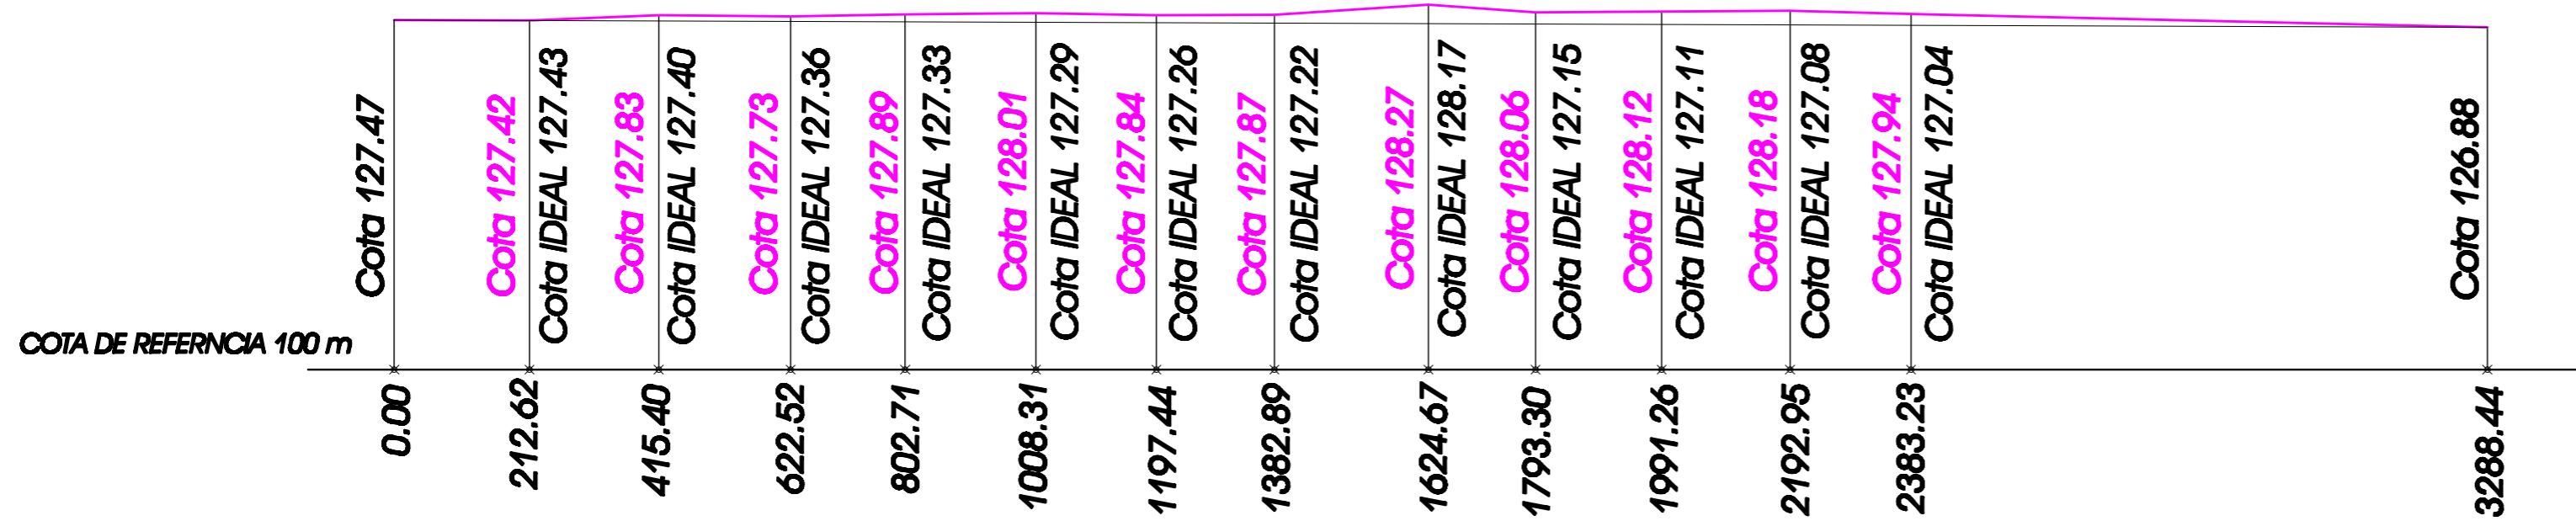 Cota 127.47
Cota 127.42
Cota IDEAL 127.43
Cota 127.83
Cota IDEAL 127.40
Cota 127.73
Cota IDEAL 127.36
Cota 127.89
Cota IDEAL 127.33
Cota 128.01
Cota IDEAL 127.29
Cota 127.84
Cota IDEAL 127.26
Cota 127.87
Cota IDEAL 127.22
Cota 128.27
Cota IDEAL 128.17
Cota 128.06
Cota IDEAL 127.15
Cota 128.12
Cota IDEAL 127.11
Cota 128.18
Cota IDEAL 127.08
Cota 127.94
Cota IDEAL 127.04
Cota 126.88
COTA DE REFERNCIA 100 m
0.00
212.62
415.40
622.52
802.71
1008.31
1197.44
1382.89
1624.67
1793.30
1991.26
2192.95
2383.23
3288.44